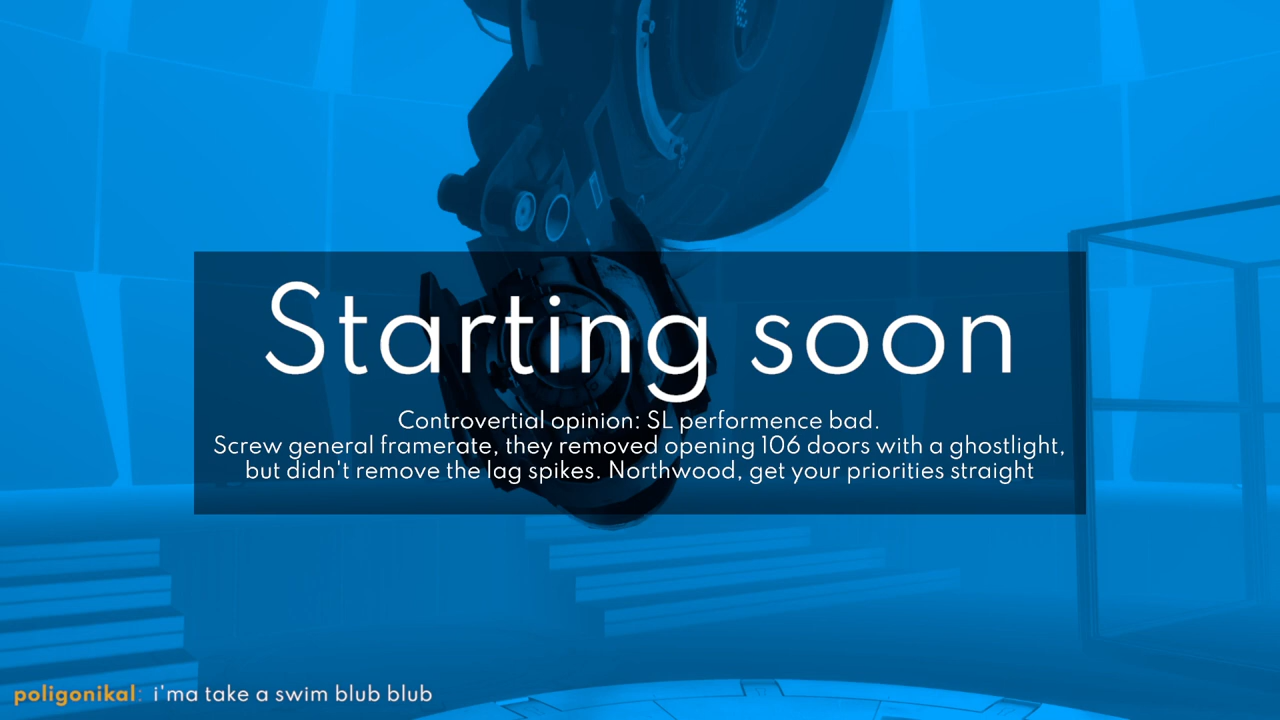 Starting soon
Controvertial opinion: SL performence bad.
Screw general framerate, they removed opening 106 doors with a ghostlight,
but didn't remove the lag spikes. Northwood, get your priorities straight
poligonikal: i'ma take a swim blub blub